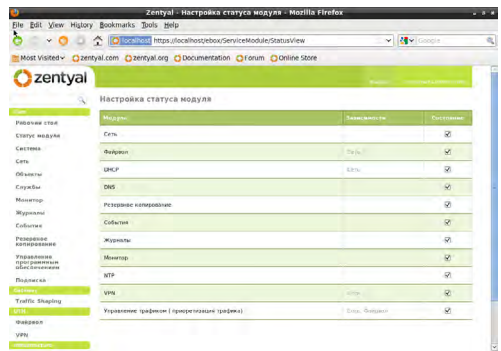 Zentyal - Настройка статуса модуля - Mozilla Firefox
File Edit View History Bookmarks Tools Help
localhost https://localhost/ebox/ServiceModule/StatusView
Google
Most Visited zentyal.com zentyal.org Documentation Forum Online Store
zentyal
Настройка статуса модуля
Модуль Зависимости Состояние
Сеть
Файрвол Сеть
DHCP Сеть
DNS
Резервное копирование
События
Журналы
Монитор
NTP
VPN
Управление трафиком ( приоретизация трафика) Сеть, Файрвол
Рабочий стол
Статус модуля
Система
Сеть
Объекты
Службы
Монитор
Журналы
События
Резервное
копирование
Управление
программным
обеспечением
Подписка
Traffic Shaping
UTM
Файрвол
VPN